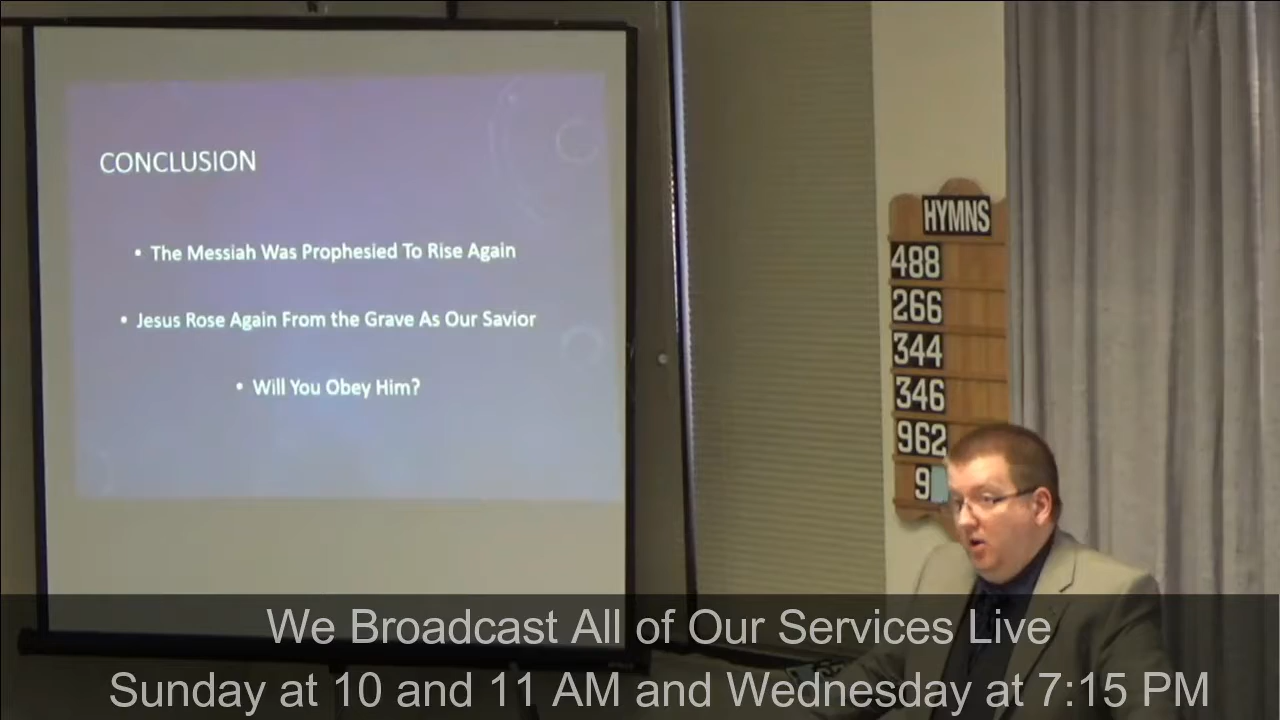 CONCLUSION
• The Messiah Was Prophesied To Rise Again
• Jesus Rose Again From the Grave As Our Savior
• Will You Obey Him?
HYMNS
488
266
344
346
962
9
We Broadcast All of Our Services Live
Sunday at 10 and 11 AM and Wednesday at 7:15 PM